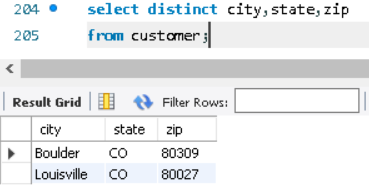 204 select distinct city,state,zip
205 from customer;
Result Grid Filter Rows:
city state zip
Boulder CO 80309
Louisville CO 80027